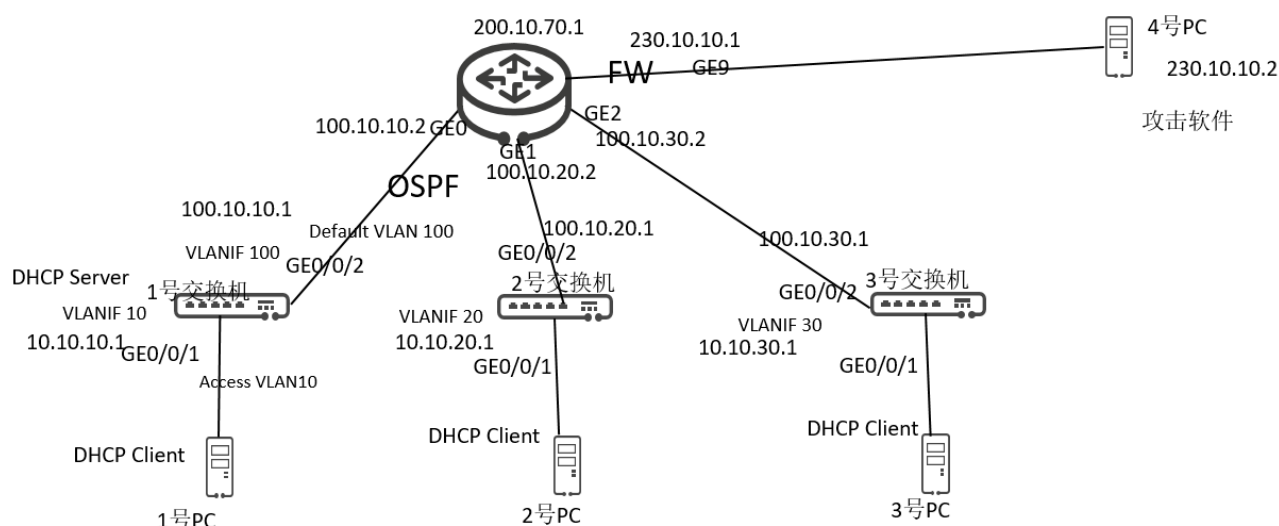 200.10.70.1
230.10.10.1
4号PC
FW
GE9
230.10.10.2
攻击软件
100.10.10.2
GE0
GE2
GE1
100.10.30.2
100.10.20.2
OSPF
100.10.10.1
Default VLAN 100
100.10.20.1
100.10.30.1
VLANIF 100
GE0/0/2
GE0/0/2
DHCP Server
1号交换机
2号交换机
3号交换机
GE0/0/2
VLANIF 10
VLANIF 20
VLANIF 30
10.10.10.1
10.10.20.1
10.10.30.1
GE0/0/1
GE0/0/1
GE0/0/1
Access VLAN10
DHCP Client
DHCP Client
DHCP Client
1号PC
2号PC
3号PC